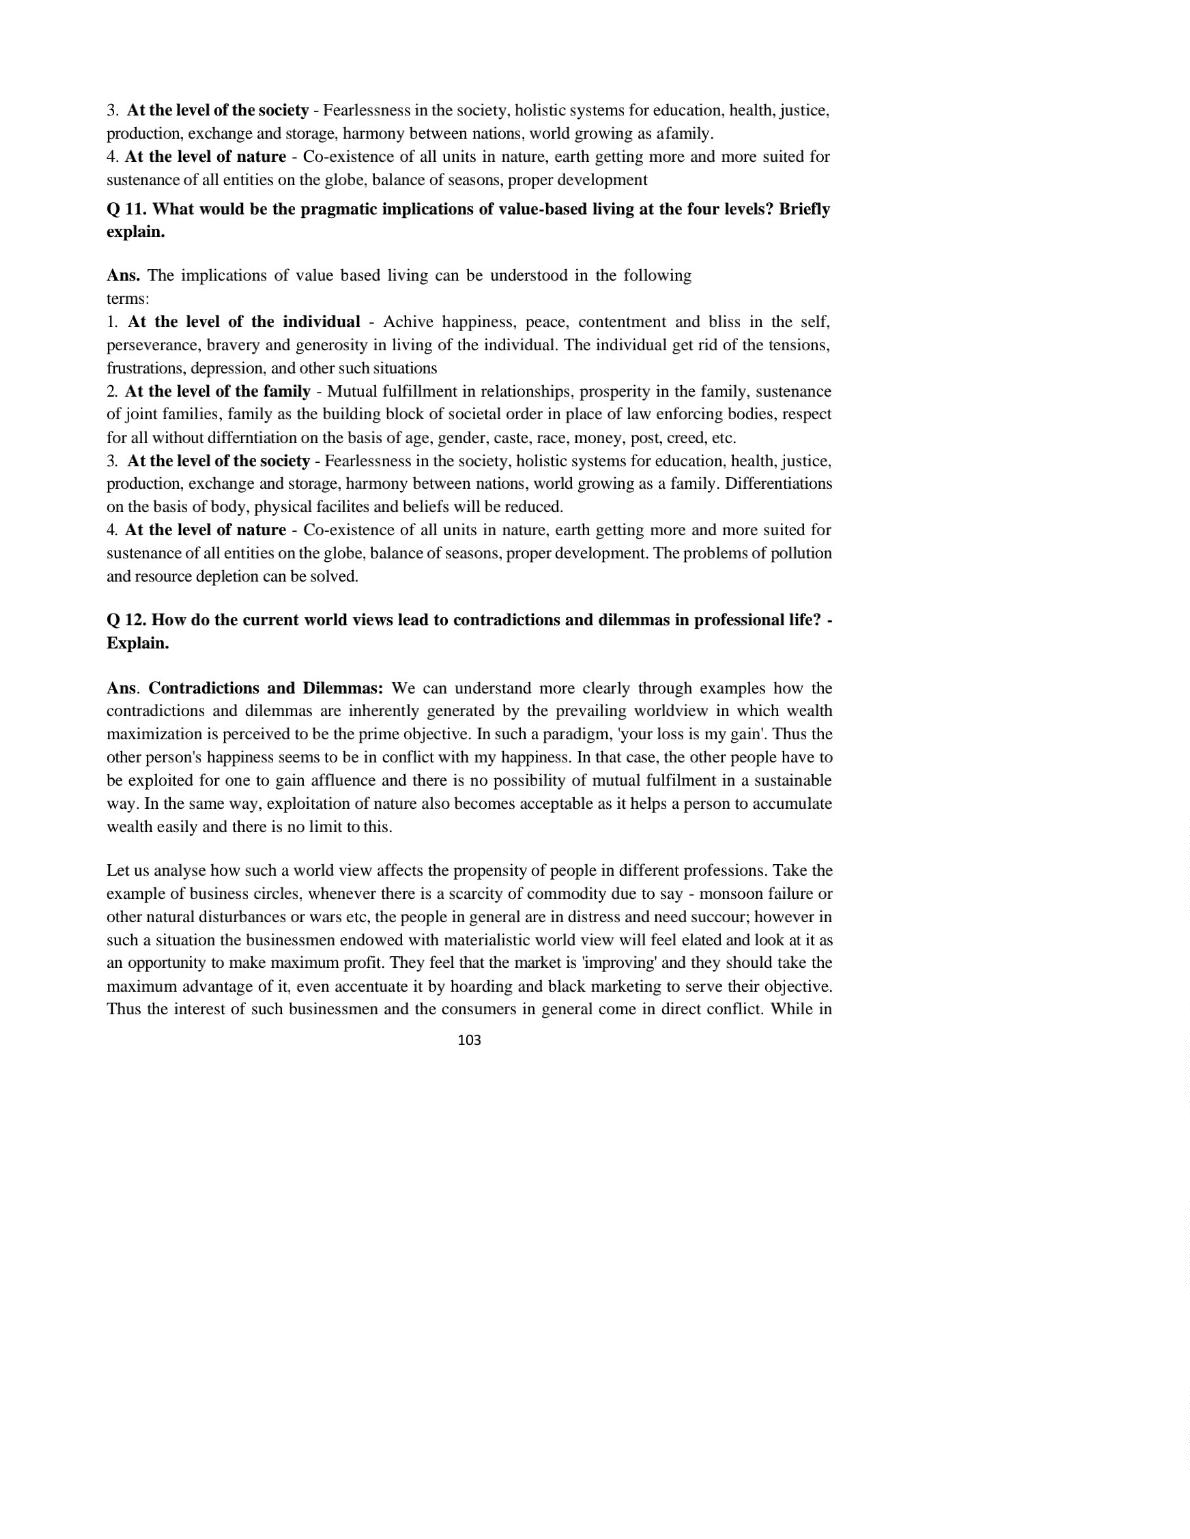 3. At the level of the society - Fearlessness in the society, holistic systems for education, health, justice,
production, exchange and storage, harmony between nations, world growing as afamily.
4. At the level of nature - Co-existence of all units in nature, earth getting more and more suited for
sustenance of all entities on the globe, balance of seasons, proper development
Q 11. What would be the pragmatic implications of value-based living at the four levels? Briefly
explain.
Ans. The implications of value based living can be understood in the following
terms:
1. At the level of the individual - Achive happiness, peace, contentment and bliss in the self,
perseverance, bravery and generosity in living of the individual. The individual get rid of the tensions,
frustrations, depression, and other such situations
2. At the level of the family - Mutual fulfillment in relationships, prosperity in the family, sustenance
of joint families, family as the building block of societal order in place of law enforcing bodies, respect
for all without differntiation on the basis of age, gender, caste, race, money, post, creed, etc.
3. At the level of the society - Fearlessness in the society, holistic systems for education, health, justice,
production, exchange and storage, harmony between nations, world growing as a family. Differentiations
on the basis of body, physical facilites and beliefs will be reduced.
4. At the level of nature - Co-existence of all units in nature, earth getting more and more suited for
sustenance of all entities on the globe, balance of seasons, proper development. The problems of pollution
and resource depletion can be solved.
Q 12. How do the current world views lead to contradictions and dilemmas in professional life? -
Explain.
Ans. Contradictions and Dilemmas: We can understand more clearly through examples how the
contradictions and dilemmas are inherently generated by the prevailing worldview in which wealth
maximization is perceived to be the prime objective. In such a paradigm, 'your loss is my gain'. Thus the
other person's happiness seems to be in conflict with my happiness. In that case, the other people have to
be exploited for one to gain affluence and there is no possibility of mutual fulfilment in a sustainable
way. In the same way, exploitation of nature also becomes acceptable as it helps a person to accumulate
wealth easily and there is no limit to this.
Let us analyse how such a world view affects the propensity of people in different professions. Take the
example of business circles, whenever there is a scarcity of commodity due to say - monsoon failure or
other natural disturbances or wars etc, the people in general are in distress and need succour; however in
such a situation the businessmen endowed with materialistic world view will feel elated and look at it as
an opportunity to make maximum profit. They feel that the market is 'improving' and they should take the
maximum advantage of it, even accentuate it by hoarding and black marketing to serve their objective.
Thus the interest of such businessmen and the consumers in general come in direct conflict. While in
103